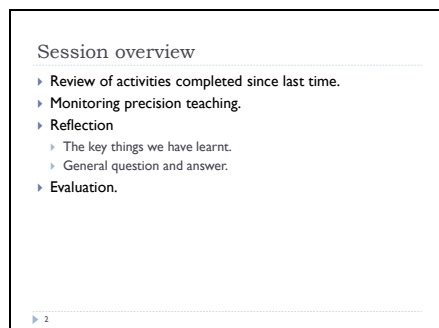 Session overview
Review of activities completed since last time.
Monitoring precision teaching.
Reflection
The key things we have learnt.
General question and answer.
Evaluation.
2